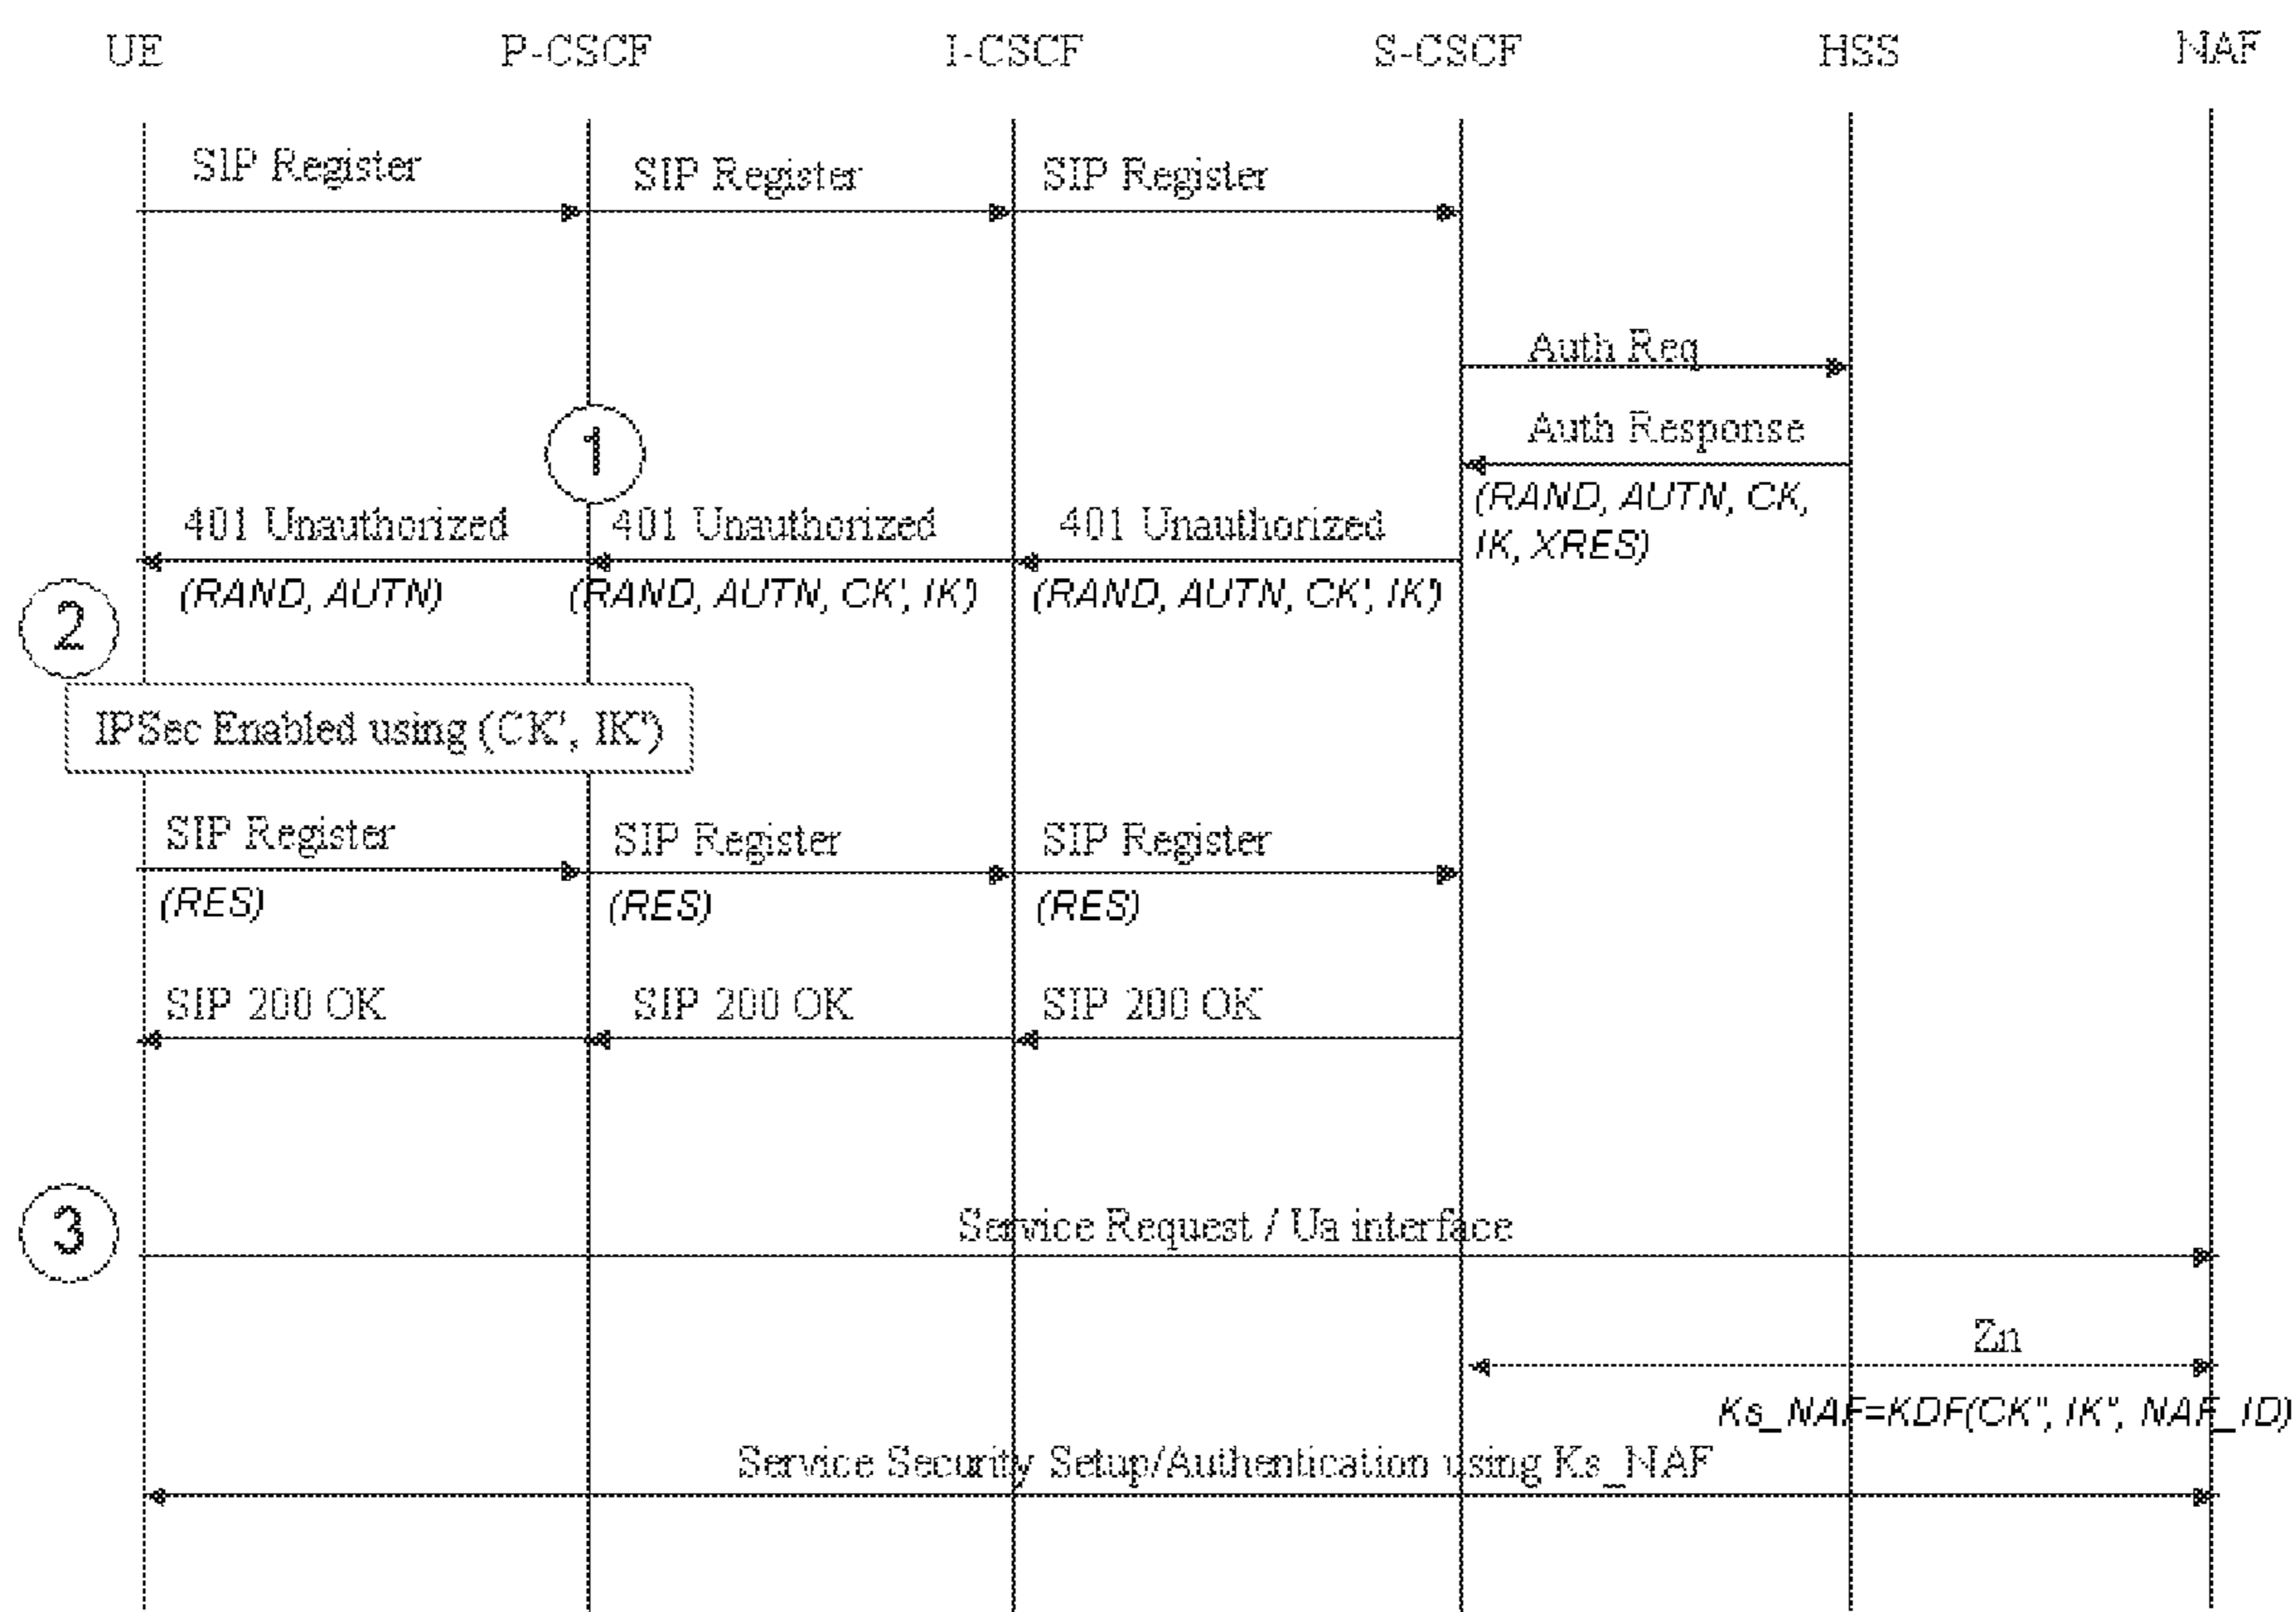 UE P-CSCF I-CSCF S-CSCF HSS NAF
SIP Register SIP Register SIP Register
Auth Req
1
Auth Response
(RAND, AUTN, CK,
IK, XRES)
401 Unauthorized 401 Unauthorized 401 Unauthorized
(RAND, AUTN) (RAND, AUTN, CK', IK') (RAND, AUTN, CK', IK')
2
IPSec Enabled using (CK', IK')
SIP Register SIP Register SIP Register
(RES) (RES) (RES)
SIP 200 OK SIP 200 OK SIP 200 OK
3
Service Request / Ua interface
Zn
Ks_NAF=KDF(CK", IK", NAF_ID)
Service Security Setup/Authentication using Ks_NAF